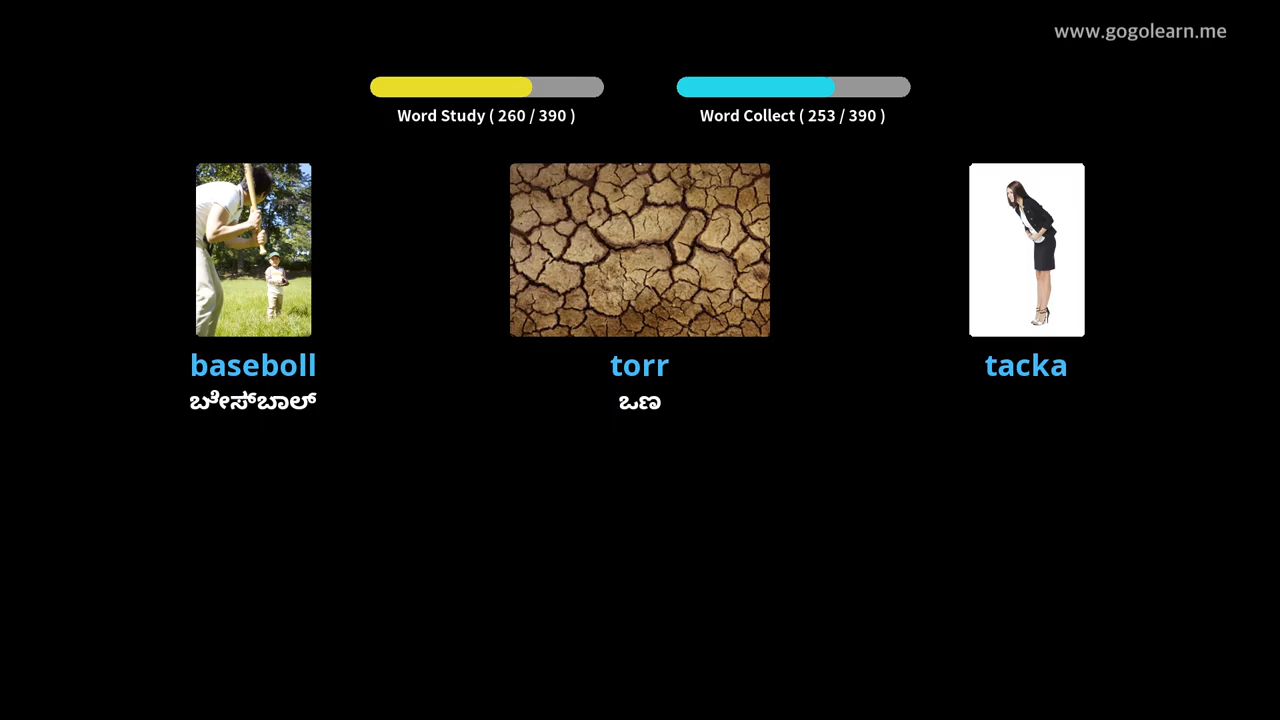 www.gogolearn.me
Word Study ( 260 / 390 )
Word Collect ( 253 / 390 )
baseboll
torr
tacka
ಬೇಸ್‌ಬಾಲ್
ಒಣ